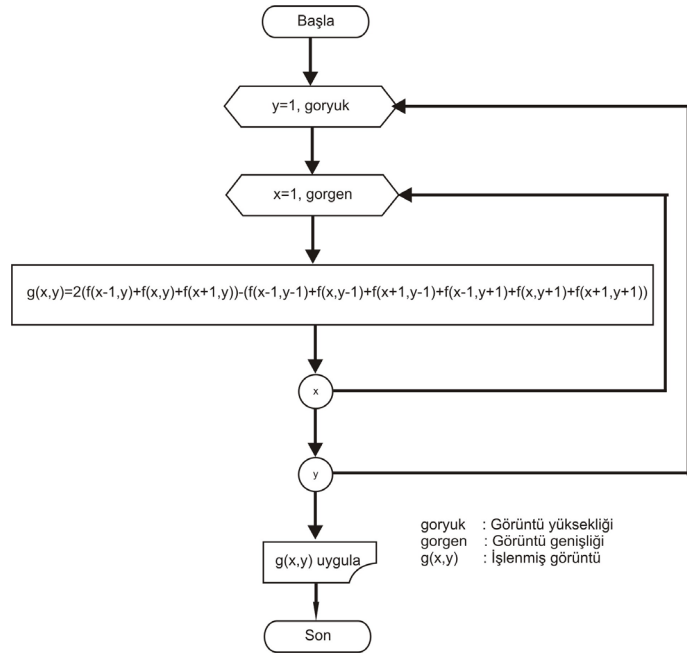 Başla
y=1, goryuk
x=1, gorgen
g(x,y)=2(f(x-1,y)+f(x,y)+f(x+1,y))-(f(x-1,y-1)+f(x,y-1)+f(x+1,y-1)+f(x-1,y+1)+f(x,y+1)+f(x+1,y+1))
x
y
goryuk : Görüntü yüksekliği
gorgen : Görüntü genişliği
g(x,y) : İşlenmiş görüntü
g(x,y) uygula
Son